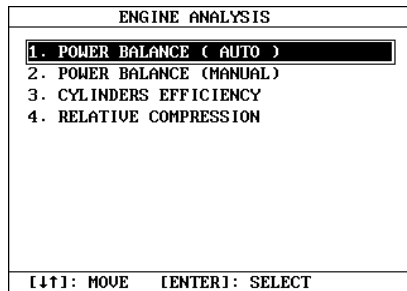 ENGINE ANALYSIS
1. POWER BALANCE ( AUTO )
2. POWER BALANCE (MANUAL)
3. CYLINDERS EFFICIENCY
4. RELATIVE COMPRESSION
[↓↑]: MOVE [ENTER]: SELECT